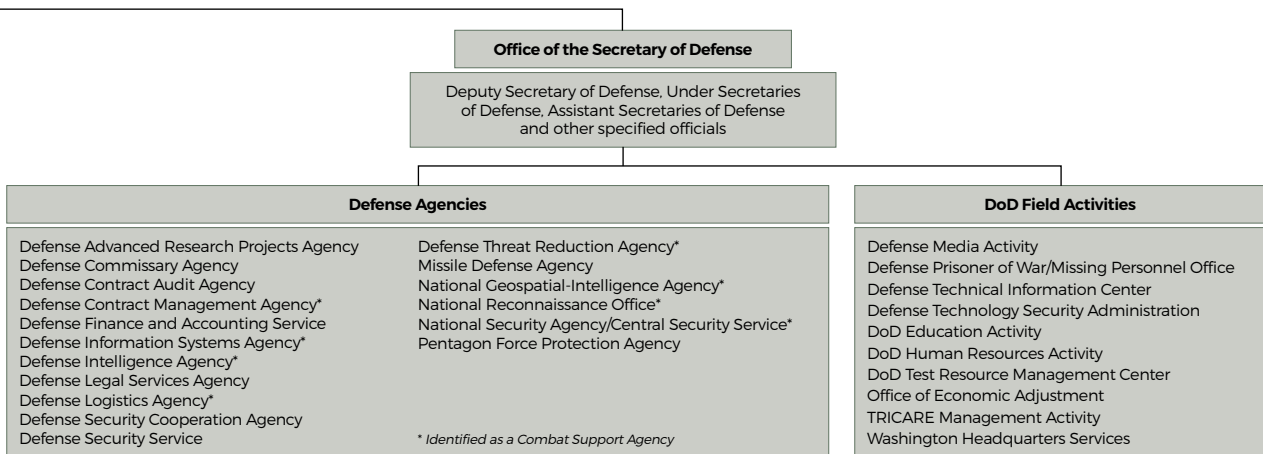 Office of the Secretary of Defense
Deputy Secretary of Defense, Under Secretaries
of Defense, Assistant Secretaries of Defense
and other specified officials
Defense Agencies
Defense Advanced Research Projects Agency
Defense Commissary Agency
Defense Contract Audit Agency
Defense Contract Management Agency*
Defense Finance and Accounting Service
Defense Information Systems Agency*
Defense Intelligence Agency*
Defense Legal Services Agency
Defense Logistics Agency*
Defense Security Cooperation Agency
Defense Security Service
Defense Threat Reduction Agency*
Missile Defense Agency
National Geospatial-Intelligence Agency*
National Reconnaissance Office*
National Security Agency/Central Security Service*
Pentagon Force Protection Agency
* Identified as a Combat Support Agency
DoD Field Activities
Defense Media Activity
Defense Prisoner of War/Missing Personnel Office
Defense Technical Information Center
Defense Technology Security Administration
DoD Education Activity
DoD Human Resources Activity
DoD Test Resource Management Center
Office of Economic Adjustment
TRICARE Management Activity
Washington Headquarters Services